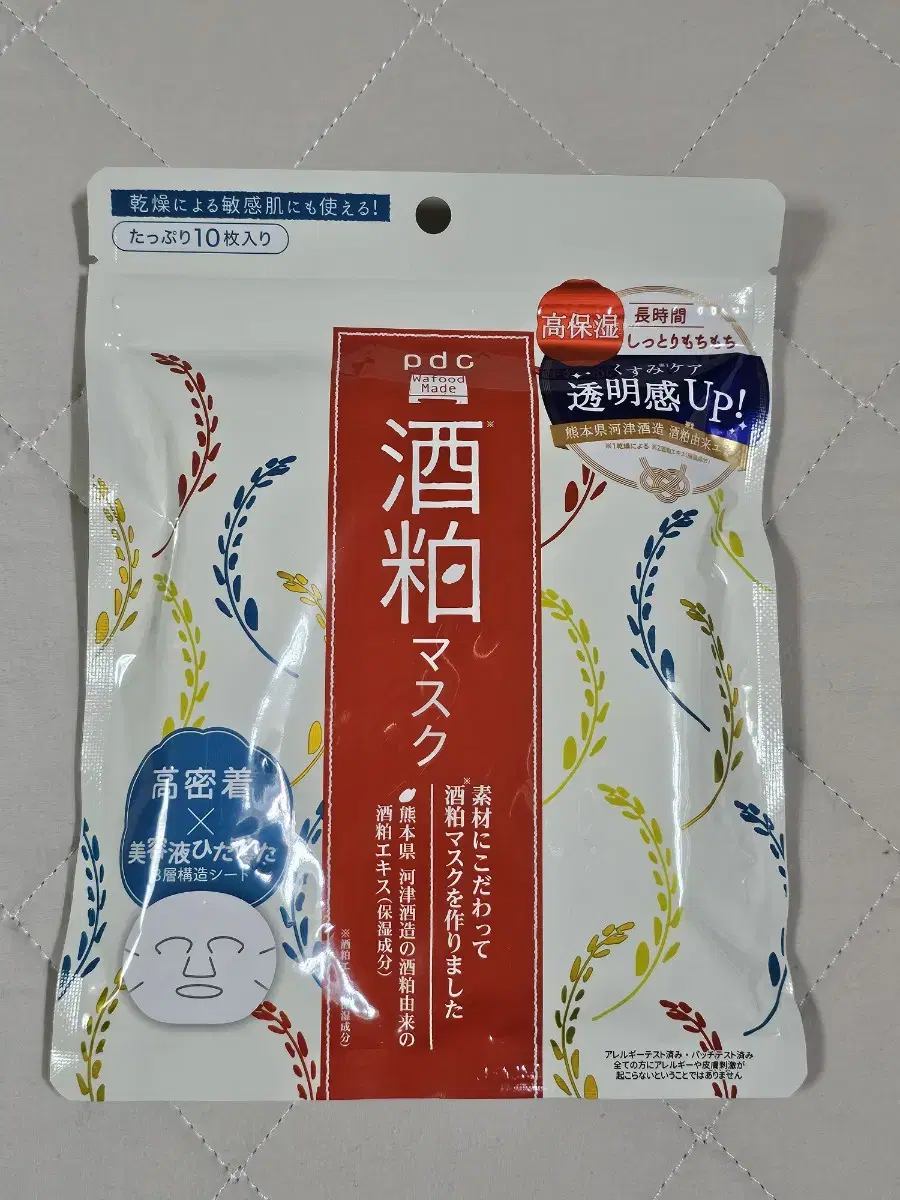 乾燥による敏感肌にも使える!
たっぷり10枚入り
高保湿
長時間
しっとりもちもち
くすみケア
透明感UP!
熊本県河津酒造 酒粕由来
※1乾燥による
pdc
Wafood
Made
酒粕※
マスク
素材にこだわって
酒粕※マスクを作りました
熊本県 河津酒造の酒粕由来の
酒粕エキス(保湿成分)
高密着
×
美容液ひたひた
3層構造シート
アレルギーテスト済み・パッチテスト済み
全ての方にアレルギーや皮膚刺激が
起こらないということではありません